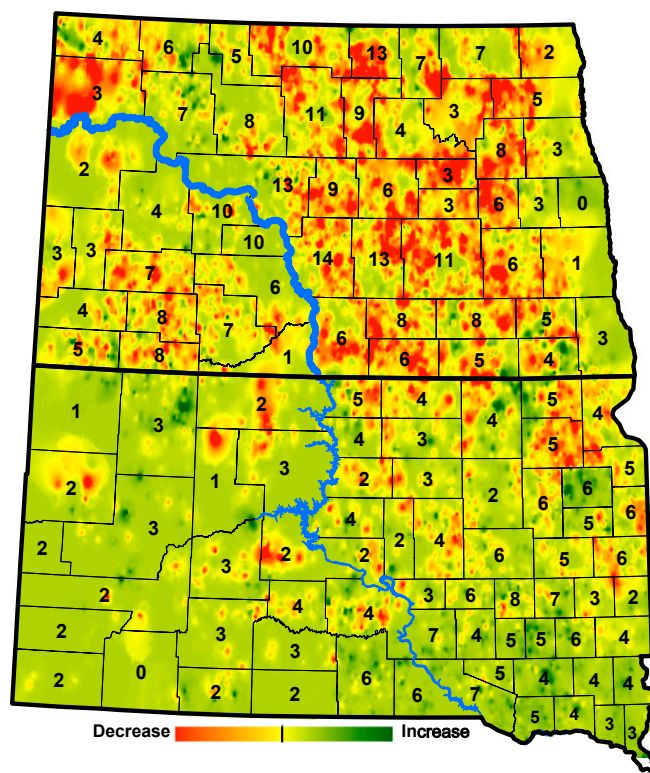 4 6 5 10 13 7 7 2
3 7 8 11 9 4 3 5
8 3
2 4 13 9 6 3 3 6 3 0
10
10
3 3 7 6 14 13 11 6 1
4 8 7 6 8 8 5 3
5 8 1 6 5 4
1 3 2 5 4 4 5 4
4 3 5
2 1 3 2 3 2 6 6 5
5 6
2 3 3 2 4 2 2 4 6 5 6
2 4 4 3 6 8 7 3 2
2 3 7 4 5 5 6 4
2 0 2 3 2 6 6 7 5 4 4 4
5 4 3 3
Decrease Increase